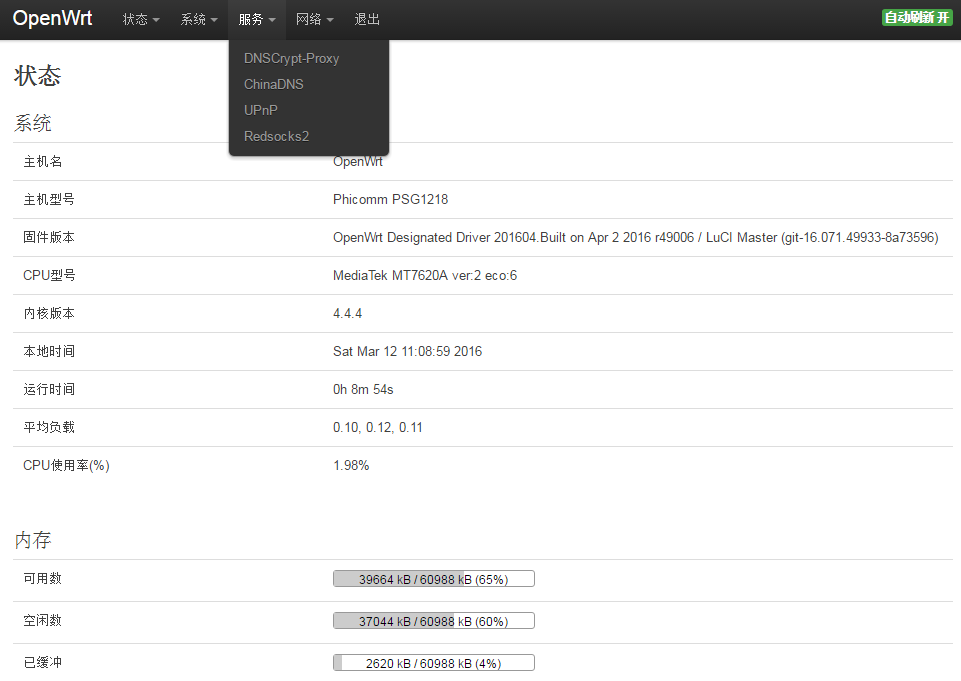 OpenWrt 状态 系统 服务 网络 退出 自动刷新 开
DNSCrypt-Proxy
ChinaDNS
UPnP
Redsocks2
状态
系统
主机名 OpenWrt
主机型号 Phicomm PSG1218
固件版本 OpenWrt Designated Driver 201604.Built on Apr 2 2016 r49006 / LuCI Master (git-16.071.49933-8a73596)
CPU型号 MediaTek MT7620A ver:2 eco:6
内核版本 4.4.4
本地时间 Sat Mar 12 11:08:59 2016
运行时间 0h 8m 54s
平均负载 0.10, 0.12, 0.11
CPU使用率(%) 1.98%
内存
可用数 39664 kB / 60988 kB (65%)
空闲数 37044 kB / 60988 kB (60%)
已缓冲 2620 kB / 60988 kB (4%)